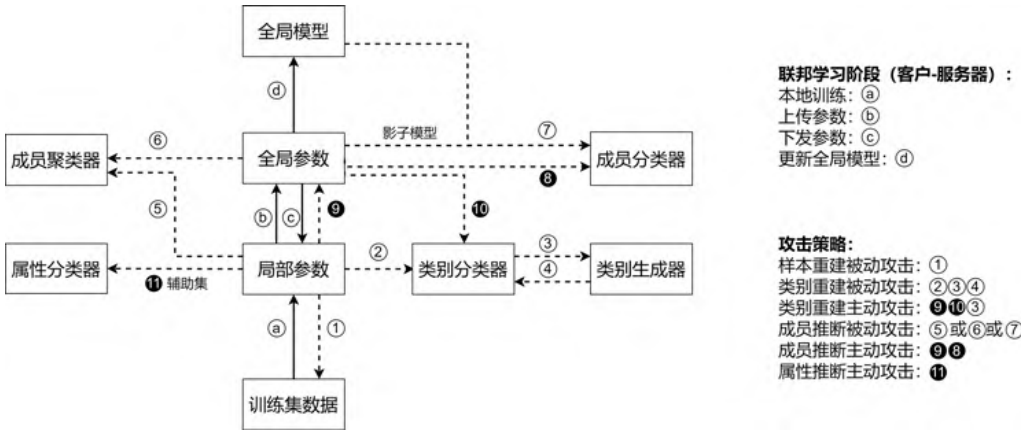 全局模型
ⓓ
影子模型
⑦
⑥
成员聚类器
全局参数
成员分类器
❽
⑤
ⓑ
ⓒ
❾
❿
②
③
④
属性分类器
局部参数
类别分类器
类别生成器
⓫ 辅助集
ⓐ
①
训练集数据
联邦学习阶段（客户-服务器）：
本地训练：ⓐ
上传参数：ⓑ
下发参数：ⓒ
更新全局模型：ⓓ
攻击策略：
样本重建被动攻击：①
类别重建被动攻击：②③④
类别重建主动攻击：❾❿③
成员推断被动攻击：⑤或⑥或⑦
成员推断主动攻击：❾❽
属性推断主动攻击：⓫